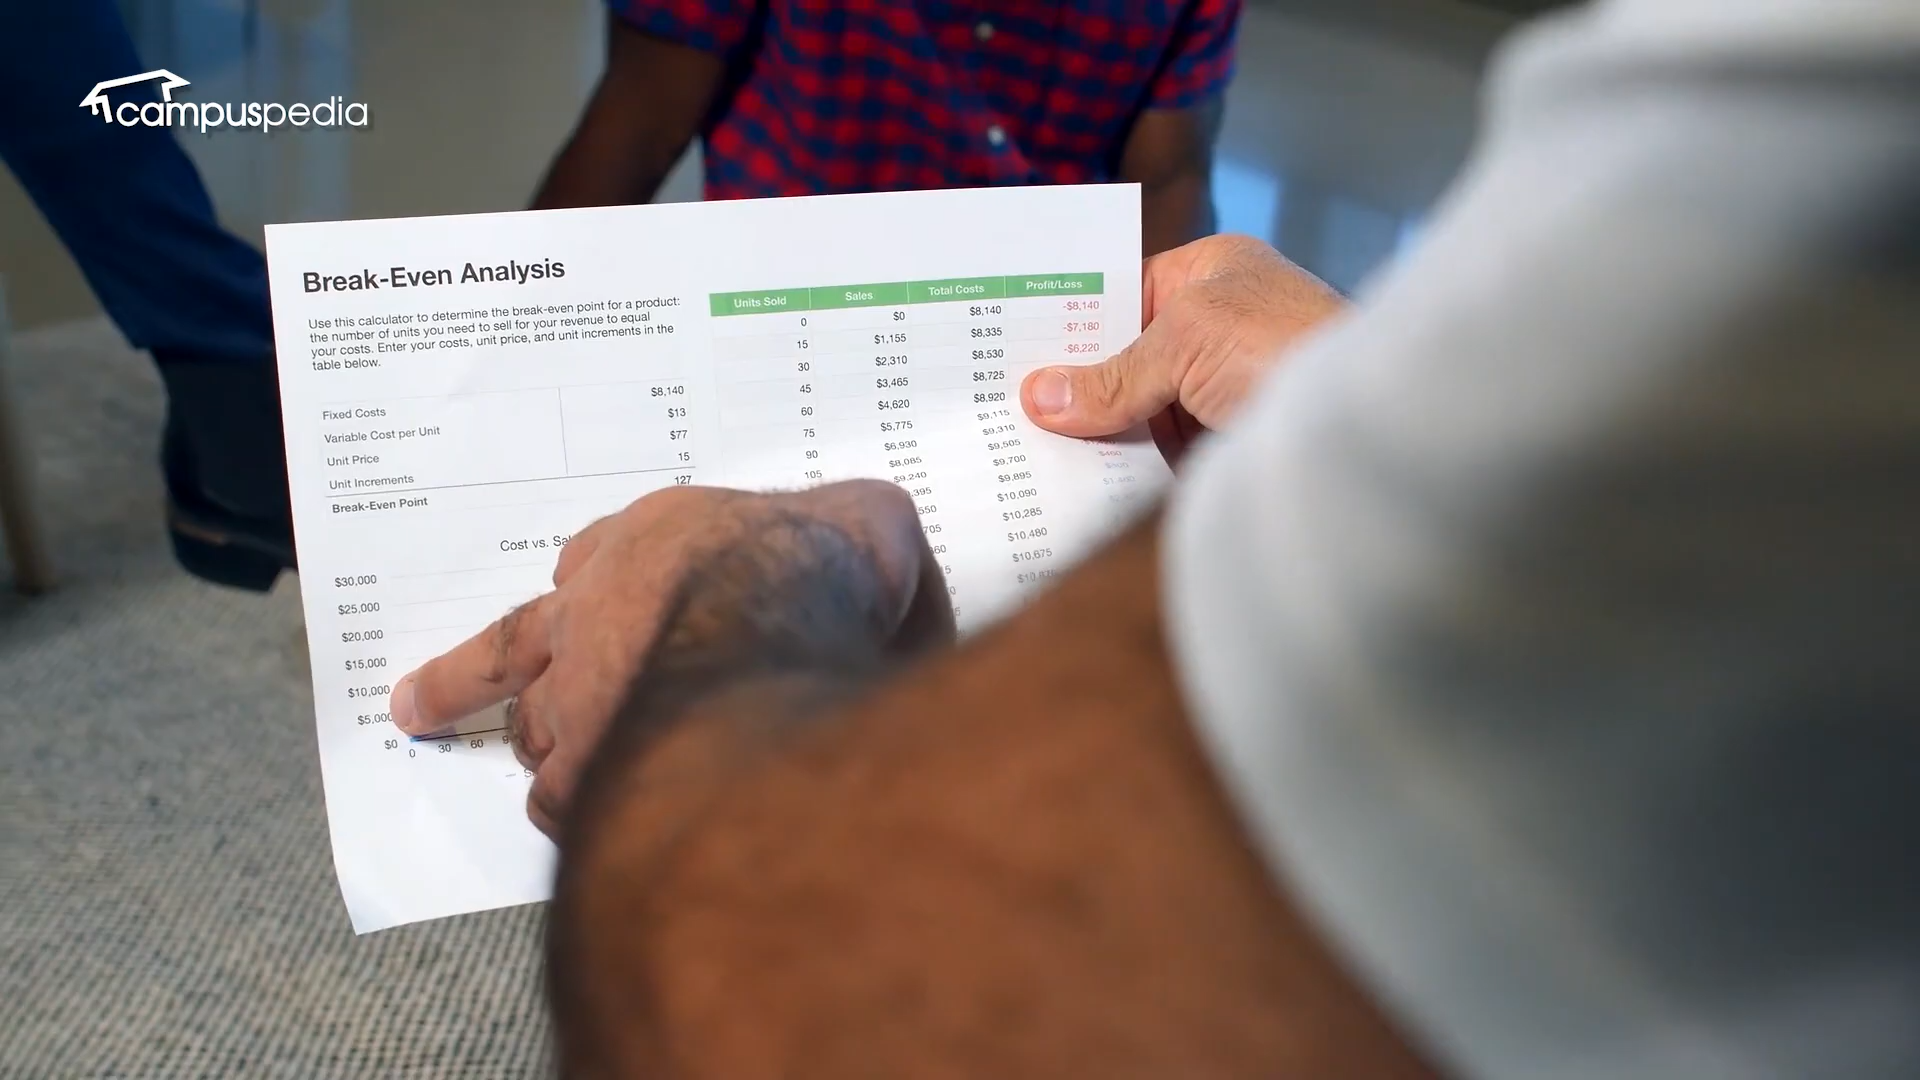 campuspedia
Break-Even Analysis
Use this calculator to determine the break-even point for a product:
the number of units you need to sell for your revenue to equal
your costs. Enter your costs, unit price, and unit increments in the
table below.
Fixed Costs $8,140
Variable Cost per Unit $13
Unit Price $77
Unit Increments 15
Break-Even Point 127
Units Sold Sales Total Costs Profit/Loss
0 $0 $8,140 -$8,140
15 $1,155 $8,335 -$7,180
30 $2,310 $8,530 -$6,220
45 $3,465 $8,725
60 $4,620 $8,920
75 $5,775 $9,115
90 $6,930 $9,310
105 $8,085 $9,505
$9,240 $9,700
,395 $9,895
550 $10,090
705 $10,285
60 $10,480
5 $10,675
Cost vs.
$30,000
$25,000
$20,000
$15,000
$10,000
$5,000
$0
0 30 60